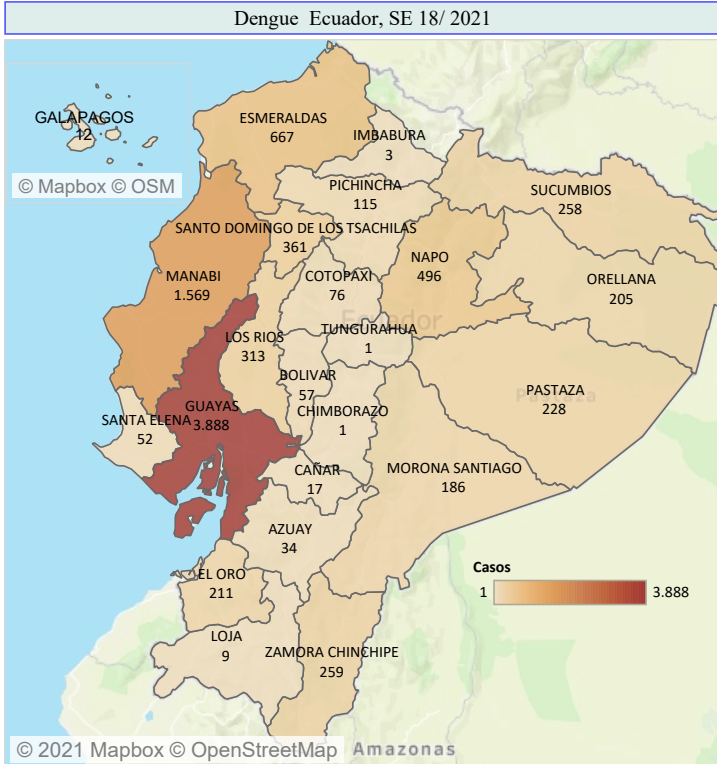 Dengue Ecuador, SE 18/ 2021
GALAPAGOS
12
© Mapbox © OSM
ESMERALDAS
667
IMBABURA
3
PICHINCHA
115
SUCUMBIOS
258
SANTO DOMINGO DE LOS TSACHILAS
361
MANABI
1.569
COTOPAXI
76
NAPO
496
ORELLANA
205
Ecuador
LOS RIOS
313
TUNGURAHUA
1
BOLIVAR
57
PASTAZA
228
Pastaza
SANTA ELENA
52
GUAYAS
3.888
CHIMBORAZO
1
CAÑAR
17
MORONA SANTIAGO
186
AZUAY
34
EL ORO
211
Casos
1 3.888
LOJA
9
ZAMORA CHINCHIPE
259
© 2021 Mapbox © OpenStreetMap
Amazonas